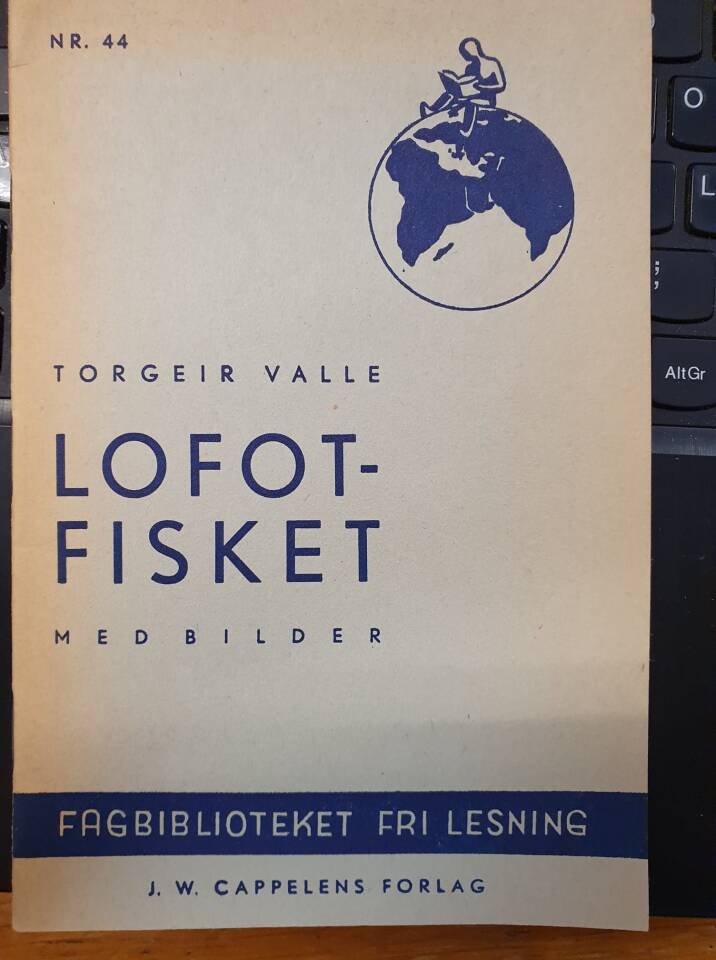 NR. 44
TORGEIR VALLE
LOFOT-
FISKET
MED BILDER
FAGBIBLIOTEKET FRI LESNING
J. W. CAPPELENS FORLAG
O
L
;
AltGr